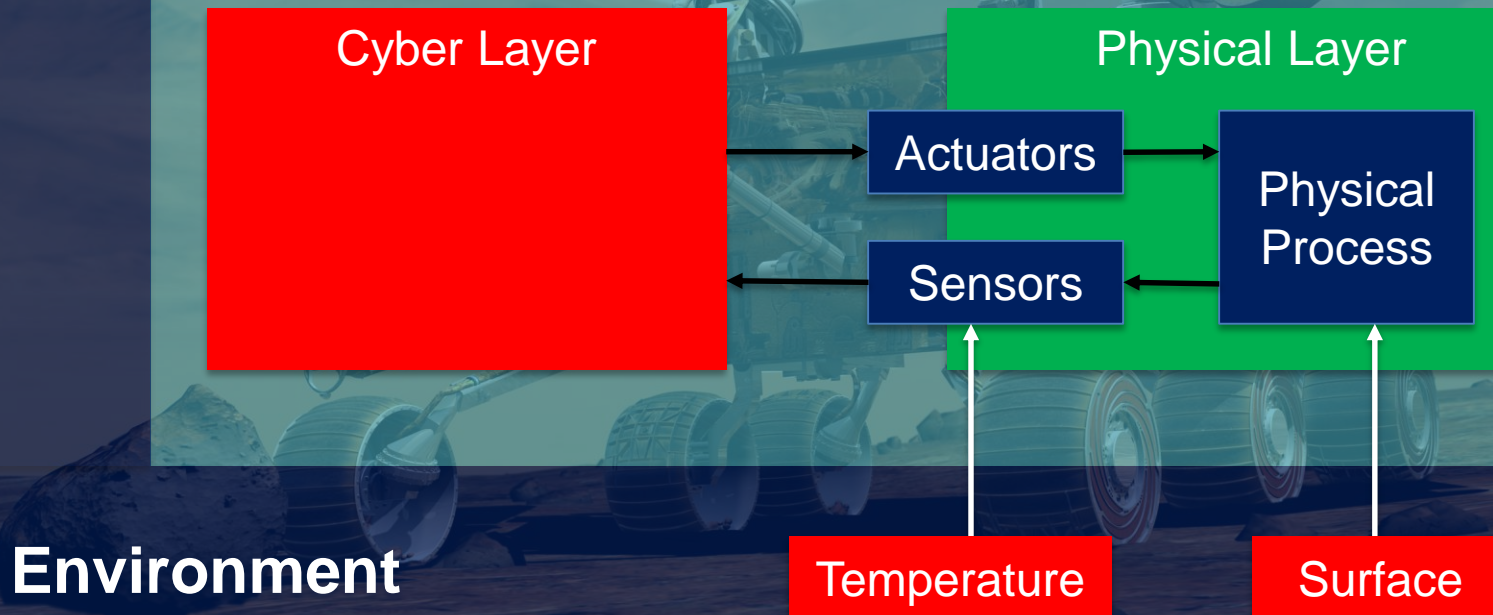 Cyber Layer
Physical Layer
Actuators
Physical
Process
Sensors
Environment
Temperature
Surface